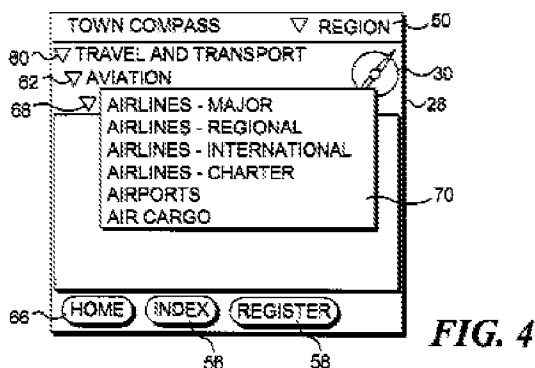 TOWN COMPASS ▽ REGION 50
60 ▽ TRAVEL AND TRANSPORT
62 ▽ AVIATION 30
68 ▽ 28
AIRLINES - MAJOR
AIRLINES - REGIONAL
AIRLINES - INTERNATIONAL
AIRLINES - CHARTER
AIRPORTS 70
AIR CARGO
66 HOME INDEX REGISTER
56 58
FIG. 4